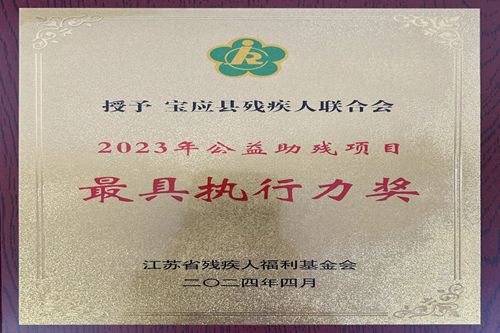 授予 宝应县残疾人联合会
2023年公益助残项目
最具执行力奖
江苏省残疾人福利基金会
二〇二四年四月